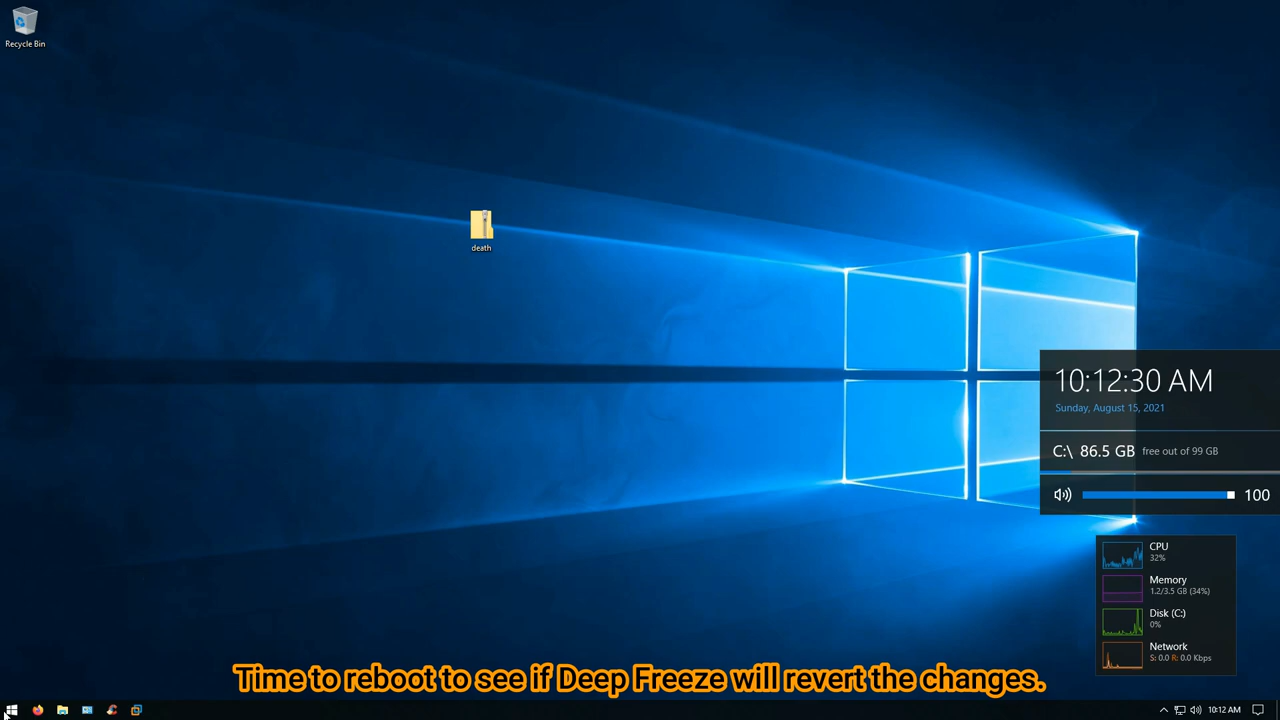 Recycle Bin
death
10:12:30 AM
Sunday, August 15, 2021
C:\ 86.5 GB free out of 99 GB
100
CPU
32%
Memory
1.2/3.5 GB (34%)
Disk (C:)
0%
Network
S: 0.0 R: 0.0 Kbps
Time to reboot to see if Deep Freeze will revert the changes.
10:12 AM